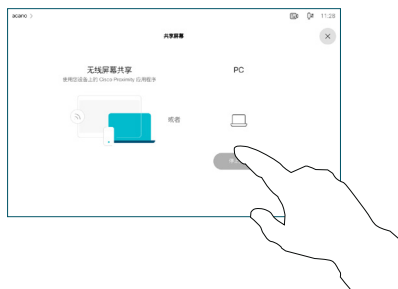 acano >
11:28
共享屏幕
无线屏幕共享
PC
使用您设备上的 Cisco Proximity 应用程序
或者